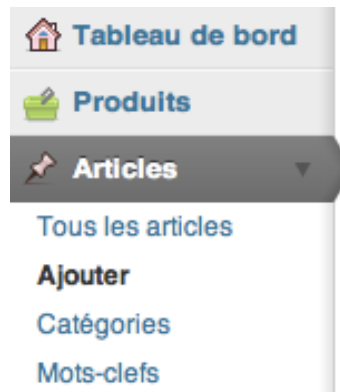 Tableau de bord
Produits
Articles
Tous les articles
Ajouter
Catégories
Mots-clefs